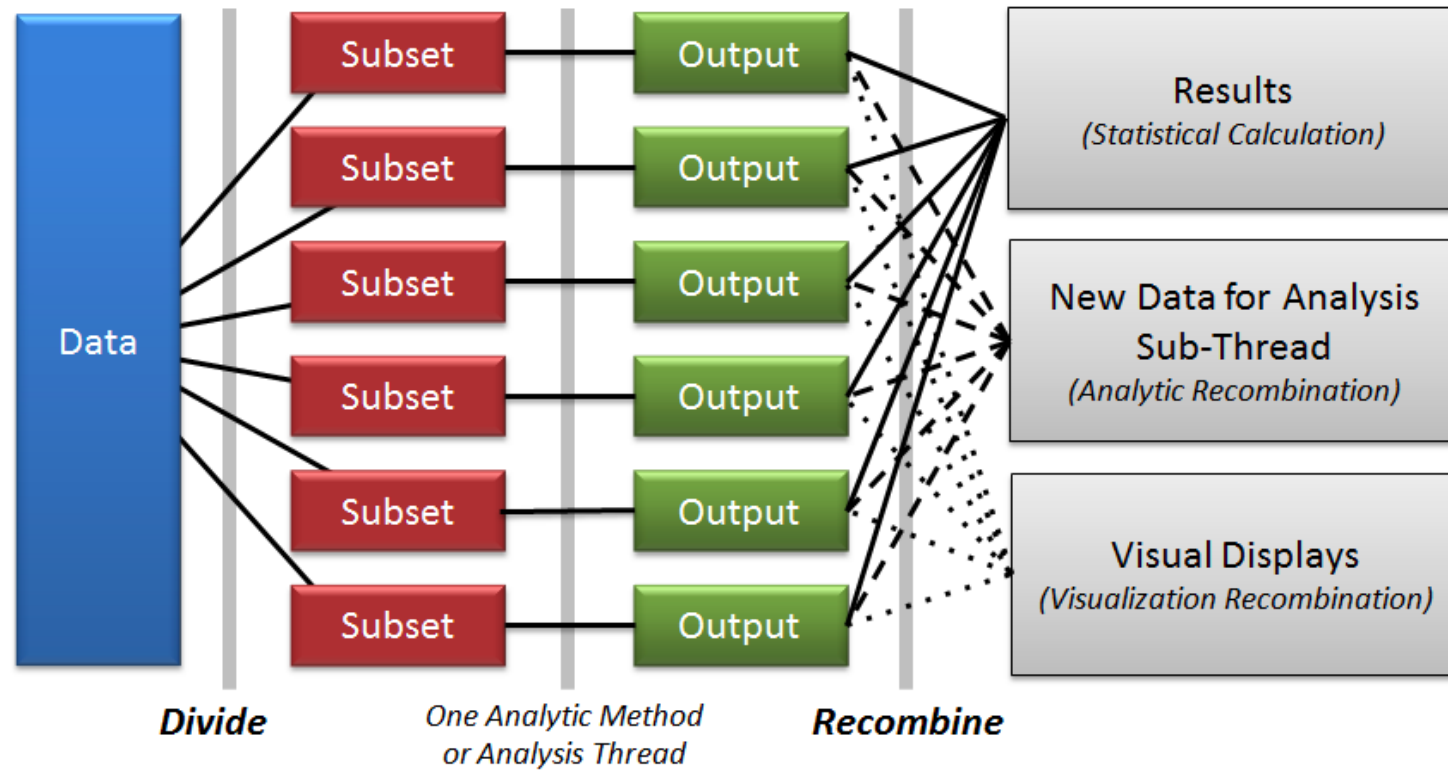 Data
Subset
Subset
Subset
Subset
Subset
Subset
Output
Output
Output
Output
Output
Output
Results
(Statistical Calculation)
New Data for Analysis
Sub-Thread
(Analytic Recombination)
Visual Displays
(Visualization Recombination)
Divide
One Analytic Method
or Analysis Thread
Recombine